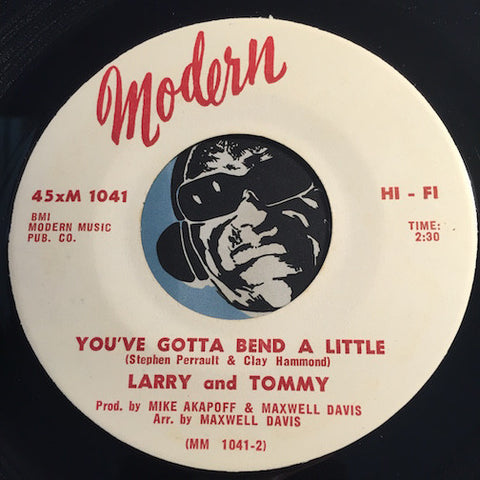 Modern
45xM 1041
HI - FI
BMI
MODERN MUSIC
PUB. CO.
TIME:
2:30
YOU'VE GOTTA BEND A LITTLE
(Stephen Perrault & Clay Hammond)
LARRY and TOMMY
Prod. by MIKE AKAPOFF & MAXWELL DAVIS
Arr. by MAXWELL DAVIS
(MM 1041-2)